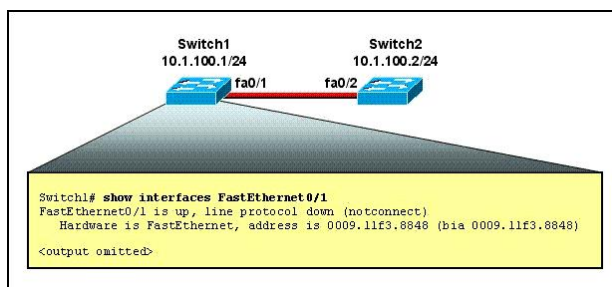 Switch1
10.1.100.1/24
Switch2
10.1.100.2/24
fa0/1
fa0/2
Switch1# show interfaces FastEthernet0/1
FastEthernet0/1 is up, line protocol down (notconnect)
Hardware is FastEthernet, address is 0009.11f3.8848 (bia 0009.11f3.8848)
<output omitted>